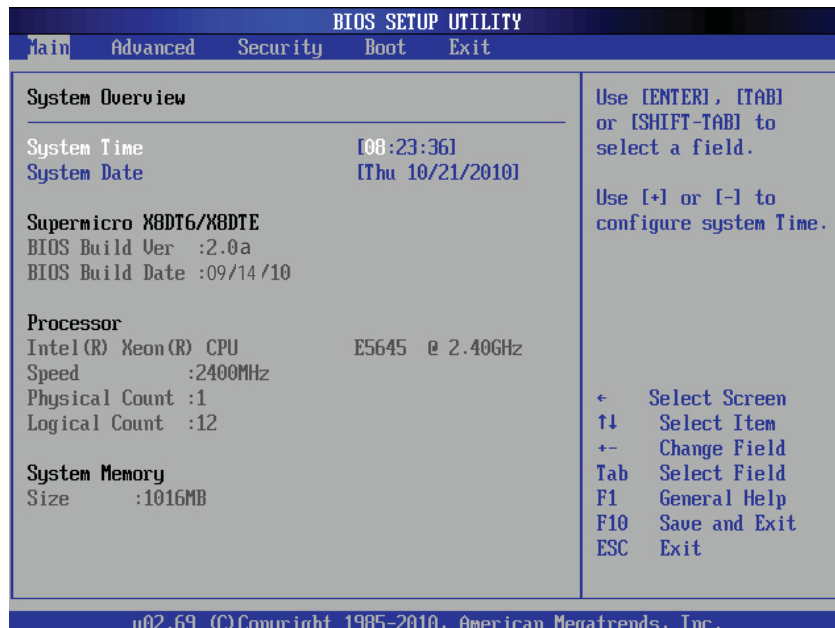 BIOS SETUP UTILITY
Main Advanced Security Boot Exit
System Overview
System Time [08:23:36]
System Date [Thu 10/21/2010]
Supermicro X8DT6/X8DTE
BIOS Build Ver :2.0a
BIOS Build Date :09/14/10
Processor
Intel(R) Xeon(R) CPU E5645 @ 2.40GHz
Speed :2400MHz
Physical Count :1
Logical Count :12
System Memory
Size :1016MB
Use [ENTER], [TAB]
or [SHIFT-TAB] to
select a field.
Use [+] or [-] to
configure system Time.
← Select Screen
↑↓ Select Item
+- Change Field
Tab Select Field
F1 General Help
F10 Save and Exit
ESC Exit
v02.69 (C)Copyright 1985-2010, American Megatrends, Inc.